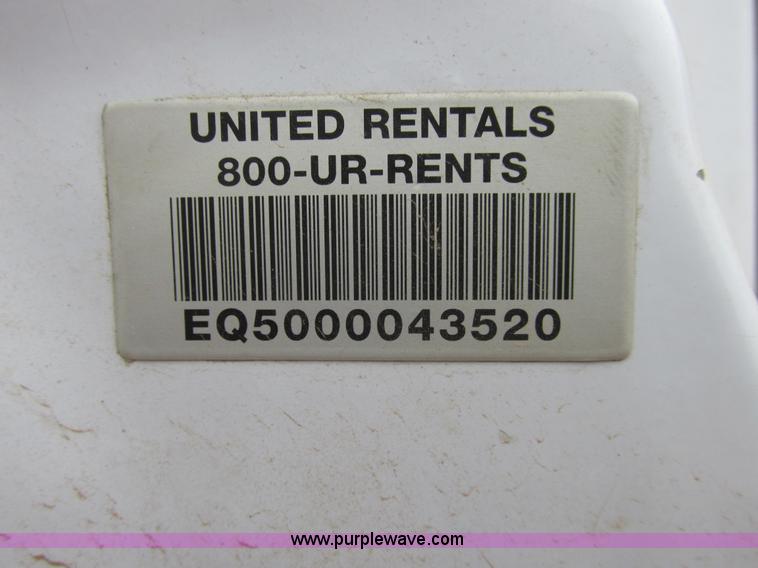 UNITED RENTALS
800-UR-RENTS
EQ5000043520
www.purplewave.com